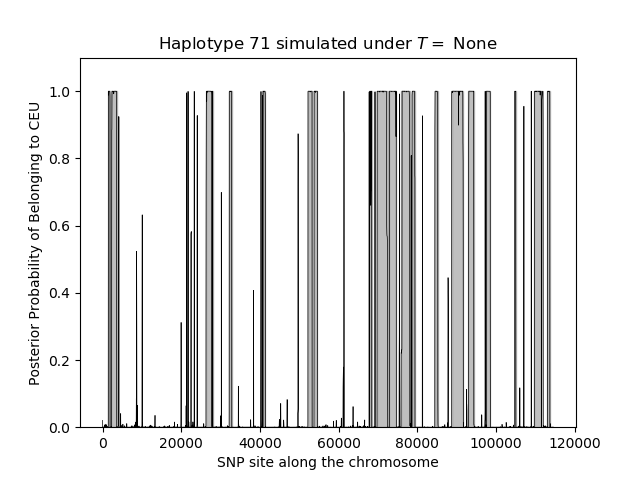 Haplotype 71 simulated under T = None
Posterior Probability of Belonging to CEU
1.0
0.8
0.6
0.4
0.2
0.0
0 20000 40000 60000 80000 100000 120000
SNP site along the chromosome